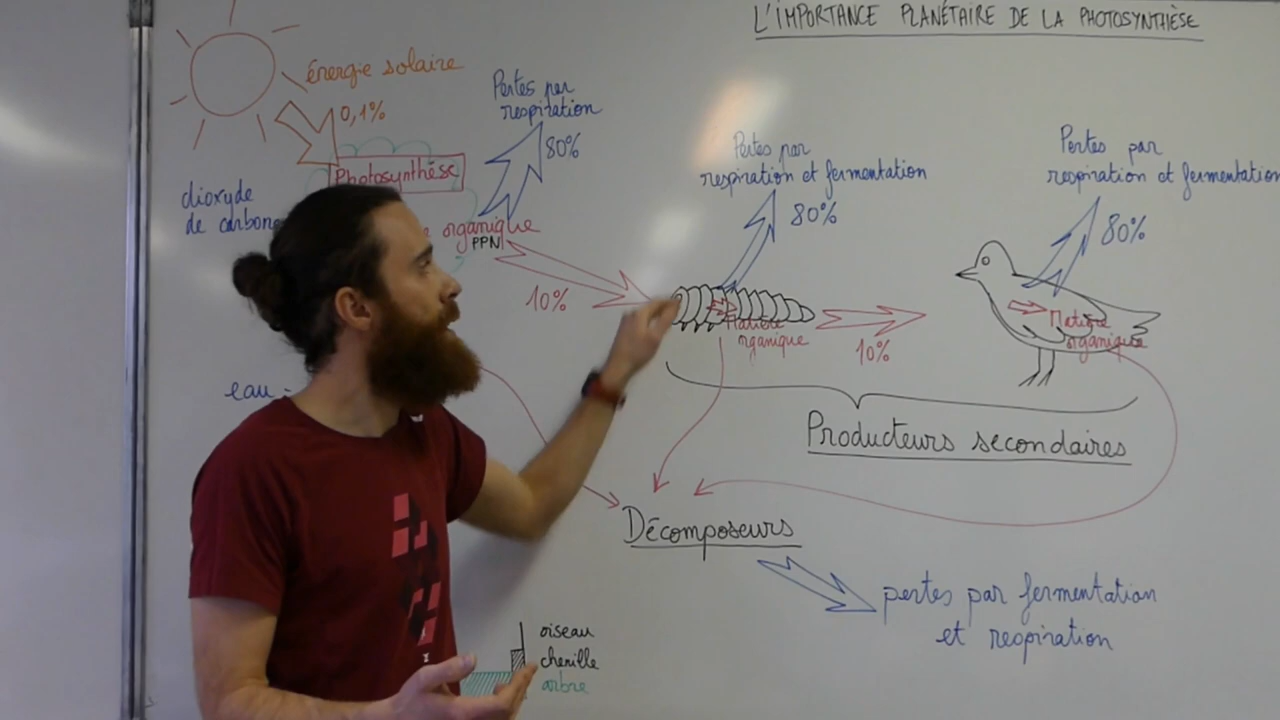 L'IMPORTANCE PLANÉTAIRE DE LA PHOTOSYNTHÈSE
énergie solaire
0,1%
Photosynthèse
dioxyde
de carbone
organique
PPN
Pertes par
respiration
80%
10%
eau
Pertes par
respiration et fermentation
80%
Matière
organique
10%
Pertes par
respiration et fermentation
80%
Matière
organique
Producteurs secondaires
Décomposeurs
pertes par fermentation
et respiration
oiseau
chenille
arbre